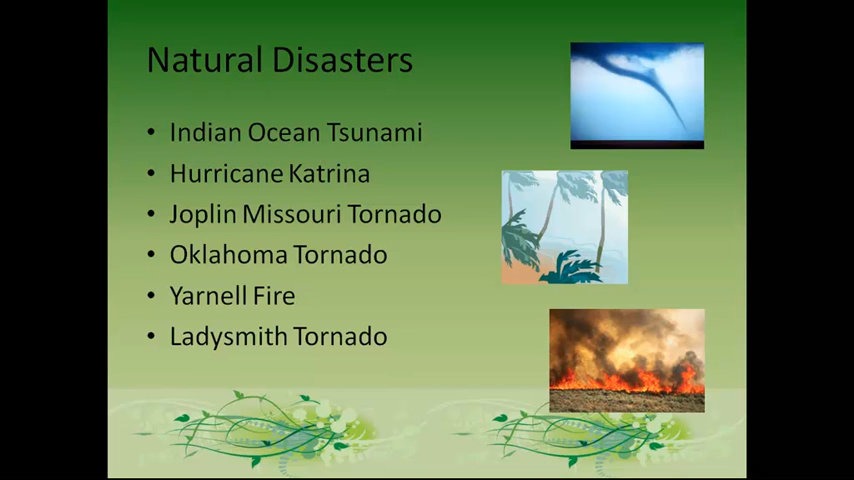 Natural Disasters
• Indian Ocean Tsunami
• Hurricane Katrina
• Joplin Missouri Tornado
• Oklahoma Tornado
• Yarnell Fire
• Ladysmith Tornado